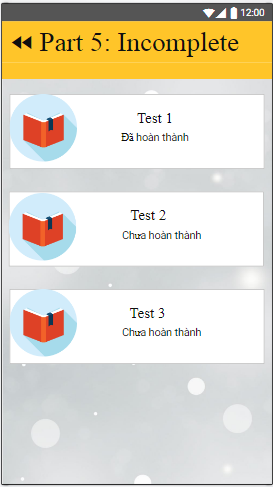 12:00
Part 5: Incomplete
Test 1
Đã hoàn thành
Test 2
Chưa hoàn thành
Test 3
Chưa hoàn thành